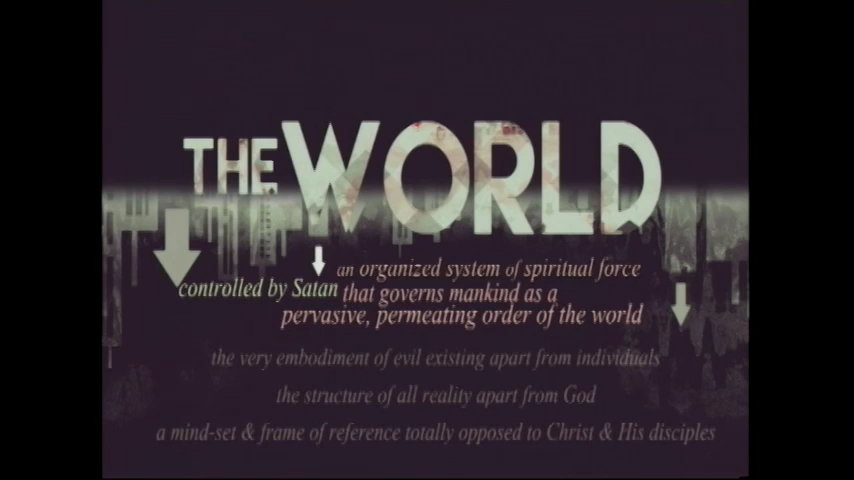 THE WORLD
an organized system of spiritual force
controlled by Satan that governs mankind as a
pervasive, permeating order of the world
the very embodiment of evil existing apart from individuals
the structure of all reality apart from God
a mind-set & frame of reference totally opposed to Christ & His disciples